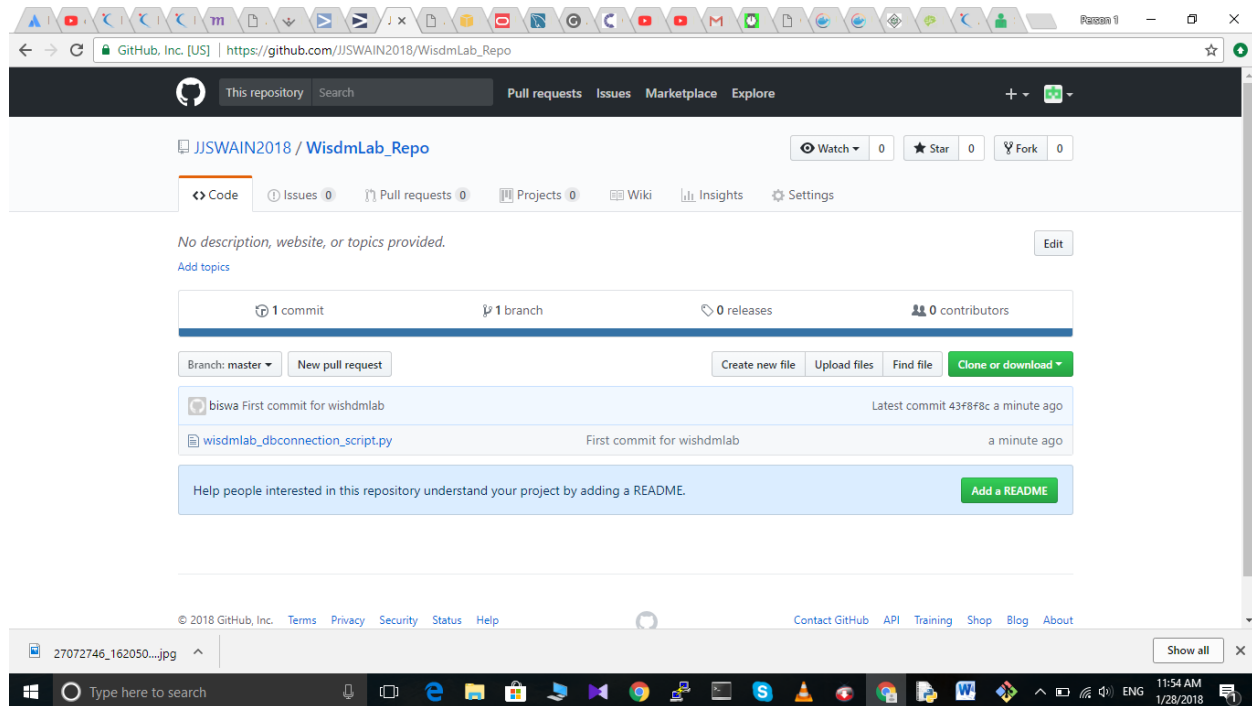 Person 1
GitHub, Inc. [US] | https://github.com/JJSWAIN2018/WisdmLab_Repo
This repository Search Pull requests Issues Marketplace Explore
JJSWAIN2018 / WisdmLab_Repo Watch 0 Star 0 Fork 0
Code Issues 0 Pull requests 0 Projects 0 Wiki Insights Settings
No description, website, or topics provided. Edit
Add topics
1 commit 1 branch 0 releases 0 contributors
Branch: master New pull request Create new file Upload files Find file Clone or download
biswa First commit for wishdmlab Latest commit 43f8f8c a minute ago
wisdmlab_dbconnection_script.py First commit for wishdmlab a minute ago
Help people interested in this repository understand your project by adding a README. Add a README
© 2018 GitHub, Inc. Terms Privacy Security Status Help Contact GitHub API Training Shop Blog About
27072746_162050....jpg Show all
Type here to search ENG 11:54 AM
1/28/2018